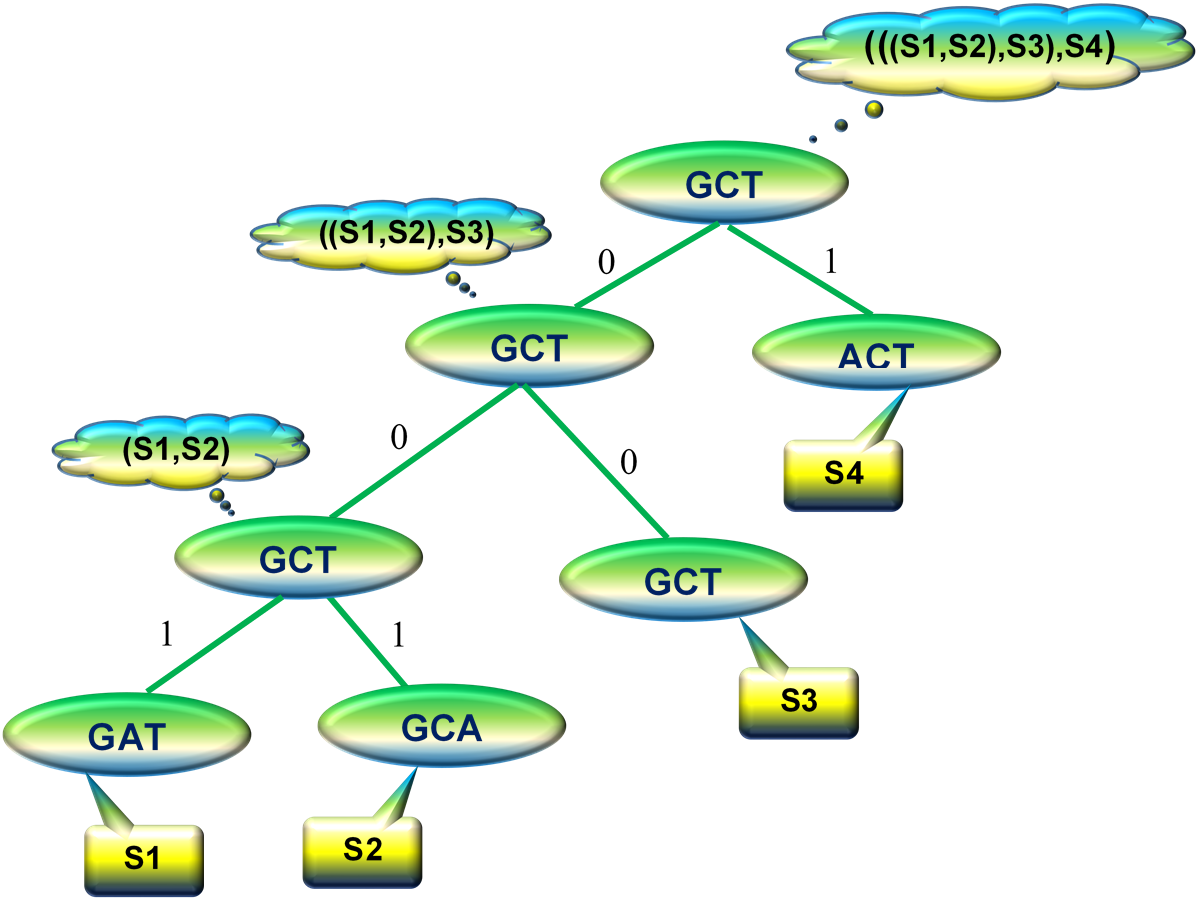 (((S1,S2),S3),S4)
GCT
((S1,S2),S3)
0
1
GCT
ACT
(S1,S2)
0
0
S4
GCT
GCT
1
1
S3
GAT
GCA
S1
S2